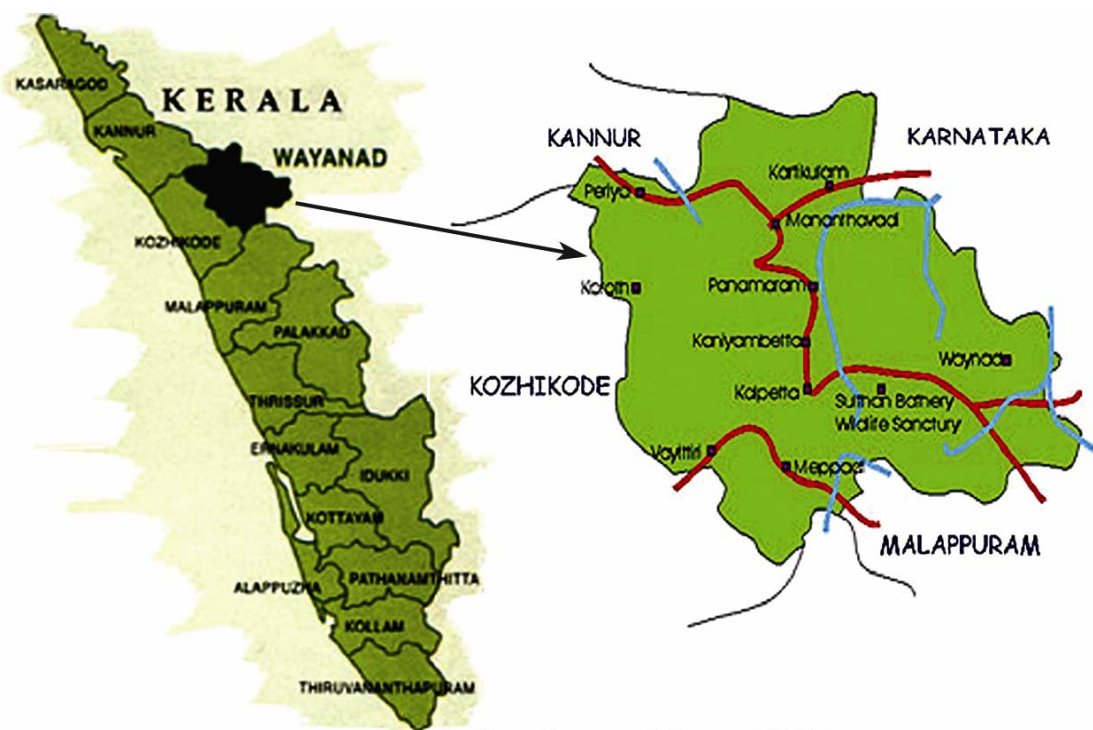 KASARAGOD
KERALA
KANNUR
WAYANAD
KOZHIKODE
MALAPPURAM
PALAKKAD
THRISSUR
ERNAKULAM
IDUKKI
KOTTAYAM
ALAPPUZHA
PATHANAMTHITTA
KOLLAM
THIRUVANANTHAPURAM
KANNUR
KARNATAKA
Kartikulam
Periya
Mananthavadi
Koroth
Panamaram
Kaniyambetta
Waynad
KOZHIKODE
Kalpetta
Sulthan Bathery
Wildlife Sanctury
Vayittiri
Meppadi
MALAPPURAM